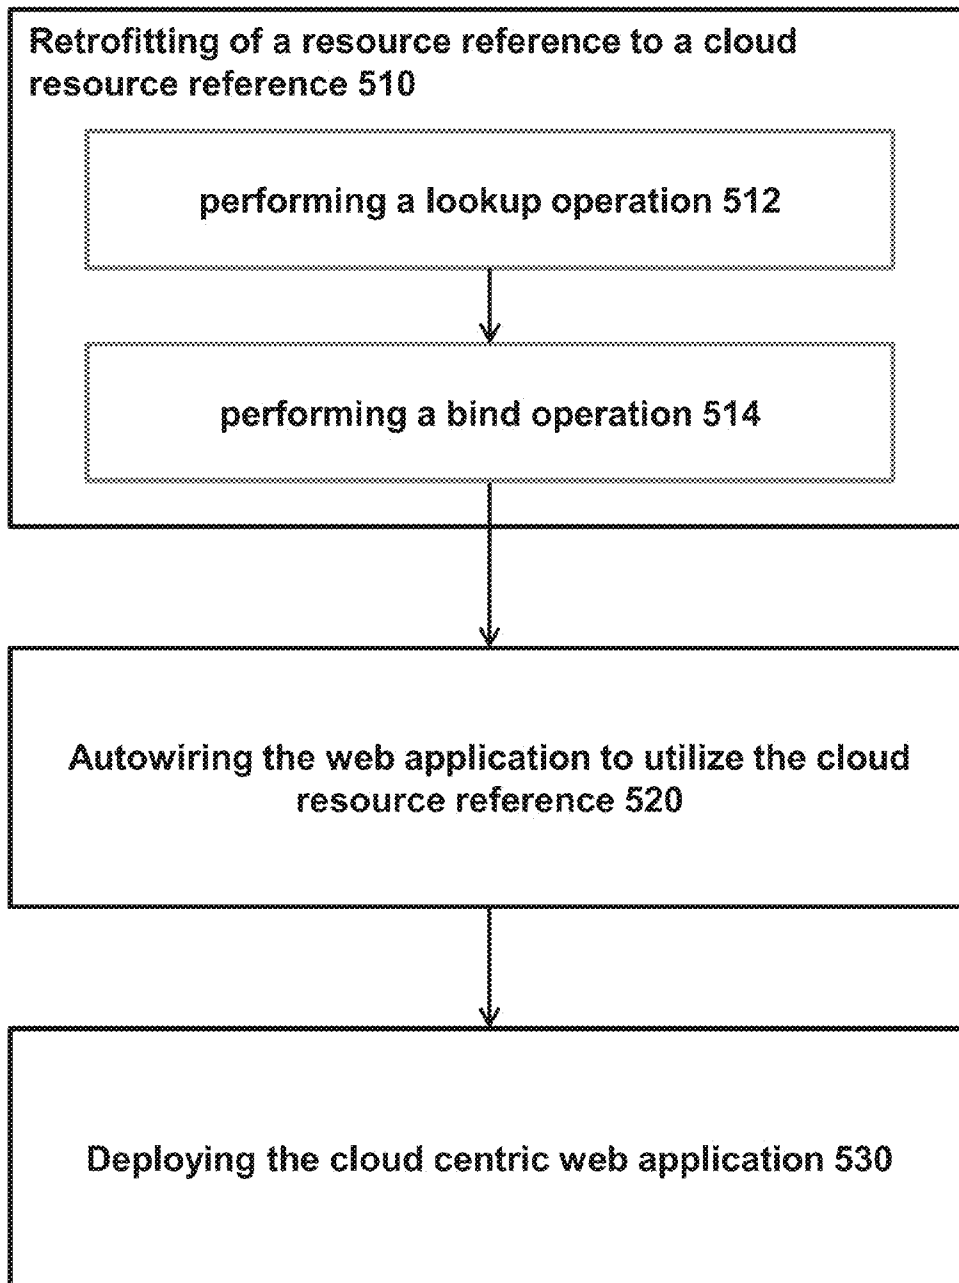 Retrofitting of a resource reference to a cloud
resource reference 510
performing a lookup operation 512
performing a bind operation 514
Autowiring the web application to utilize the cloud
resource reference 520
Deploying the cloud centric web application 530